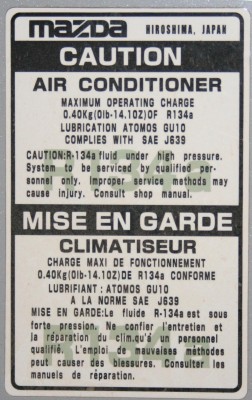 mazda HIROSHIMA, JAPAN
CAUTION
AIR CONDITIONER
MAXIMUM OPERATING CHARGE
0.40Kg(0lb-14.10Z)OF R134a
LUBRICATION ATOMOS GU10
COMPLIES WITH SAE J639
CAUTION:R-134a fluid under high pressure.
System to be serviced by qualified per-
sonnel only. Improper service methods may
cause injury. Consult shop manual.
MISE EN GARDE
CLIMATISEUR
CHARGE MAXI DE FONCTIONNEMENT
0.40Kg(0lb-14.10Z)DE R134a CONFORME
LUBRIFIANT:ATOMOS GU10
A LA NORME SAE J639
MISE EN GARDE:Le fluide R-134a est sous
forte pression. Ne confier l'entretien et
la réparation du clim.qu'à du personnel
qualifié. L'emploi de mauvaises méthodes
peut causer des blessures. Consulter les
manuels de réparation.